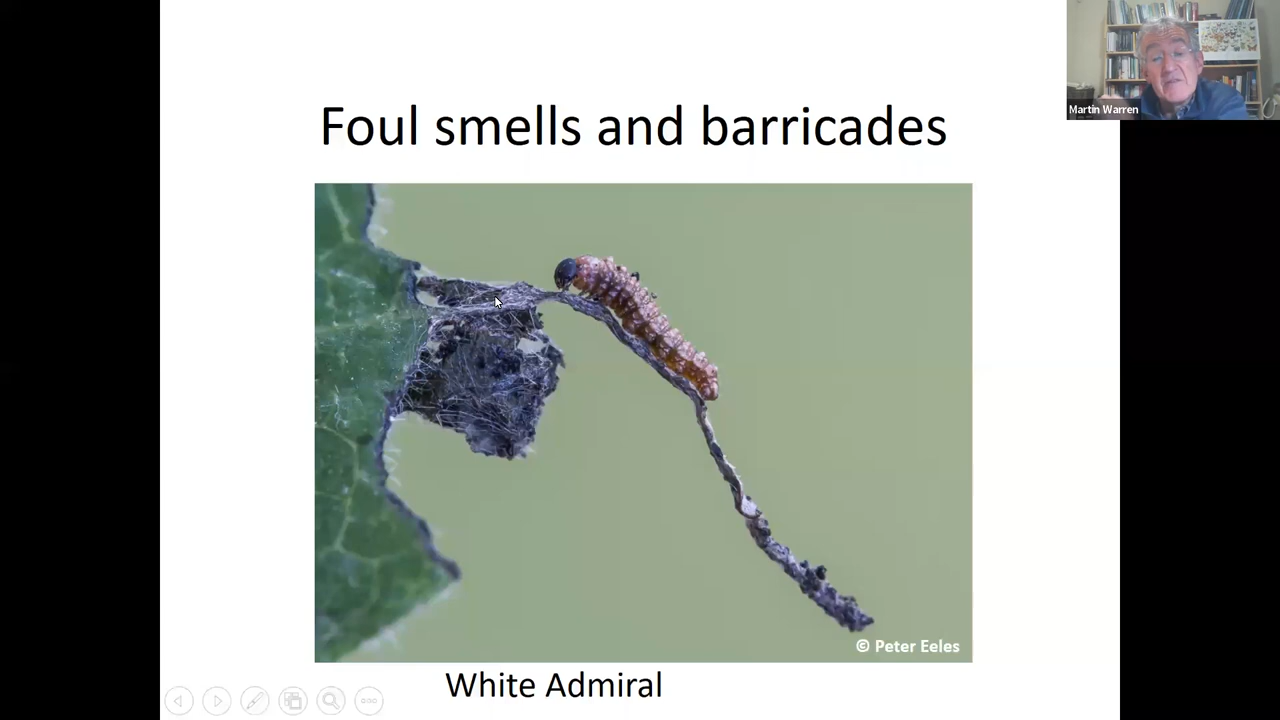 Martin Warren
Foul smells and barricades
© Peter Eeles
White Admiral